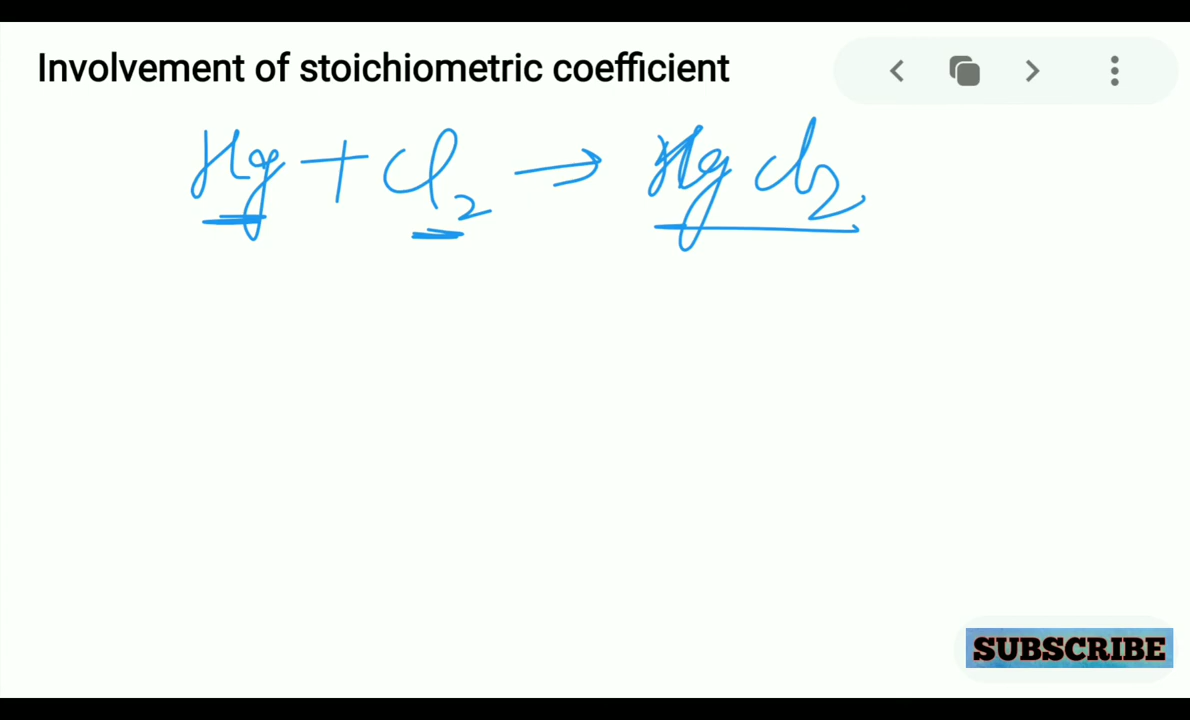 Involvement of stoichiometric coefficient
Hg + Cl₂ → HgCl₂
SUBSCRIBE